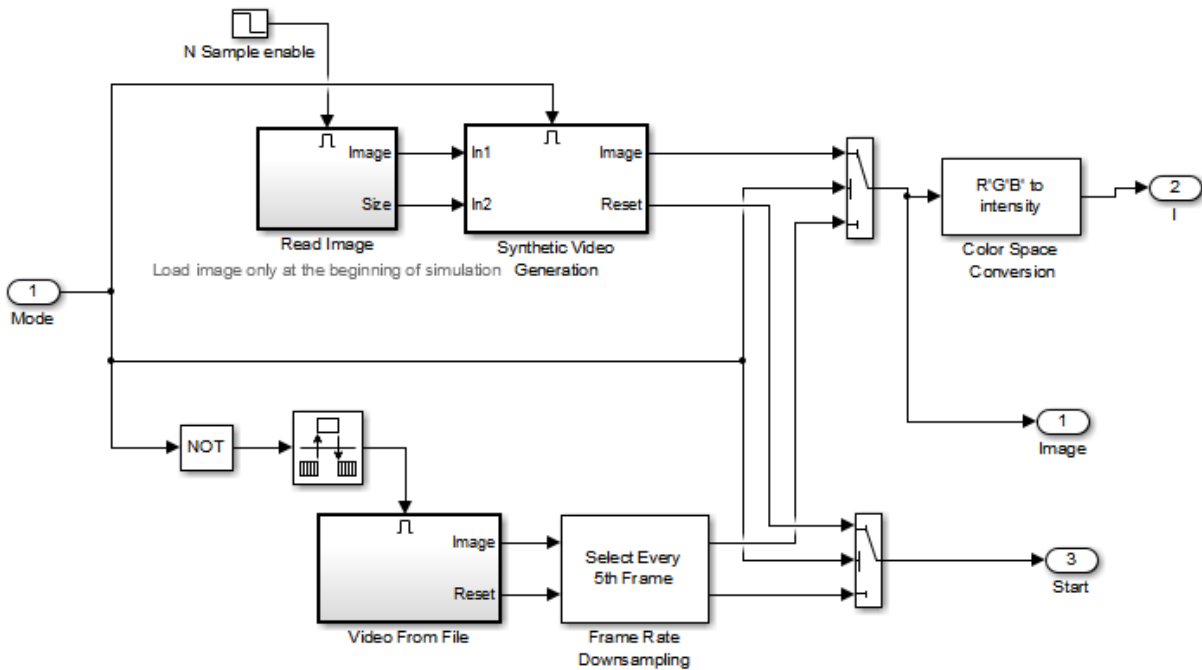 N Sample enable
Image
Size
Read Image
Load image only at the beginning of simulation
In1
In2
Image
Reset
Synthetic Video
Generation
R'G'B' to
intensity
Color Space
Conversion
2
I
1
Mode
1
Image
NOT
Image
Reset
Video From File
Select Every
5th Frame
Frame Rate
Downsampling
3
Start